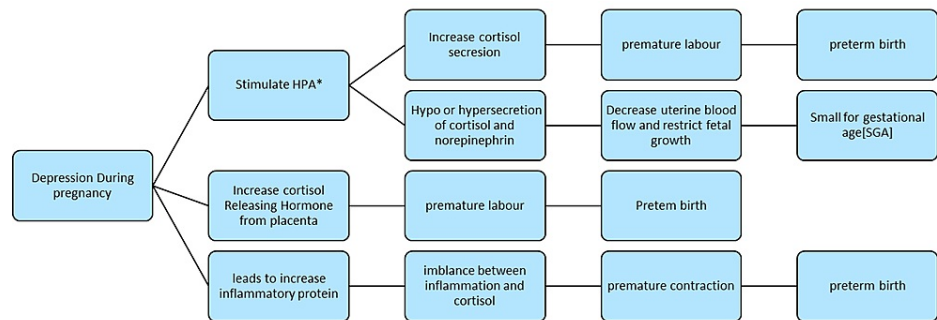 Increase cortisol
secresion
premature labour
preterm birth
Stimulate HPA*
Hypo or hypersecretion
of cortisol and
norepinephrin
Decrease uterine blood
flow and restrict fetal
growth
Small for gestational
age[SGA]
Depression During
pregnancy
Increase cortisol
Releasing Hormone
from placenta
premature labour
Pretem birth
leads to increase
inflammatory protein
imblance between
inflammation and
cortisol
premature contraction
preterm birth